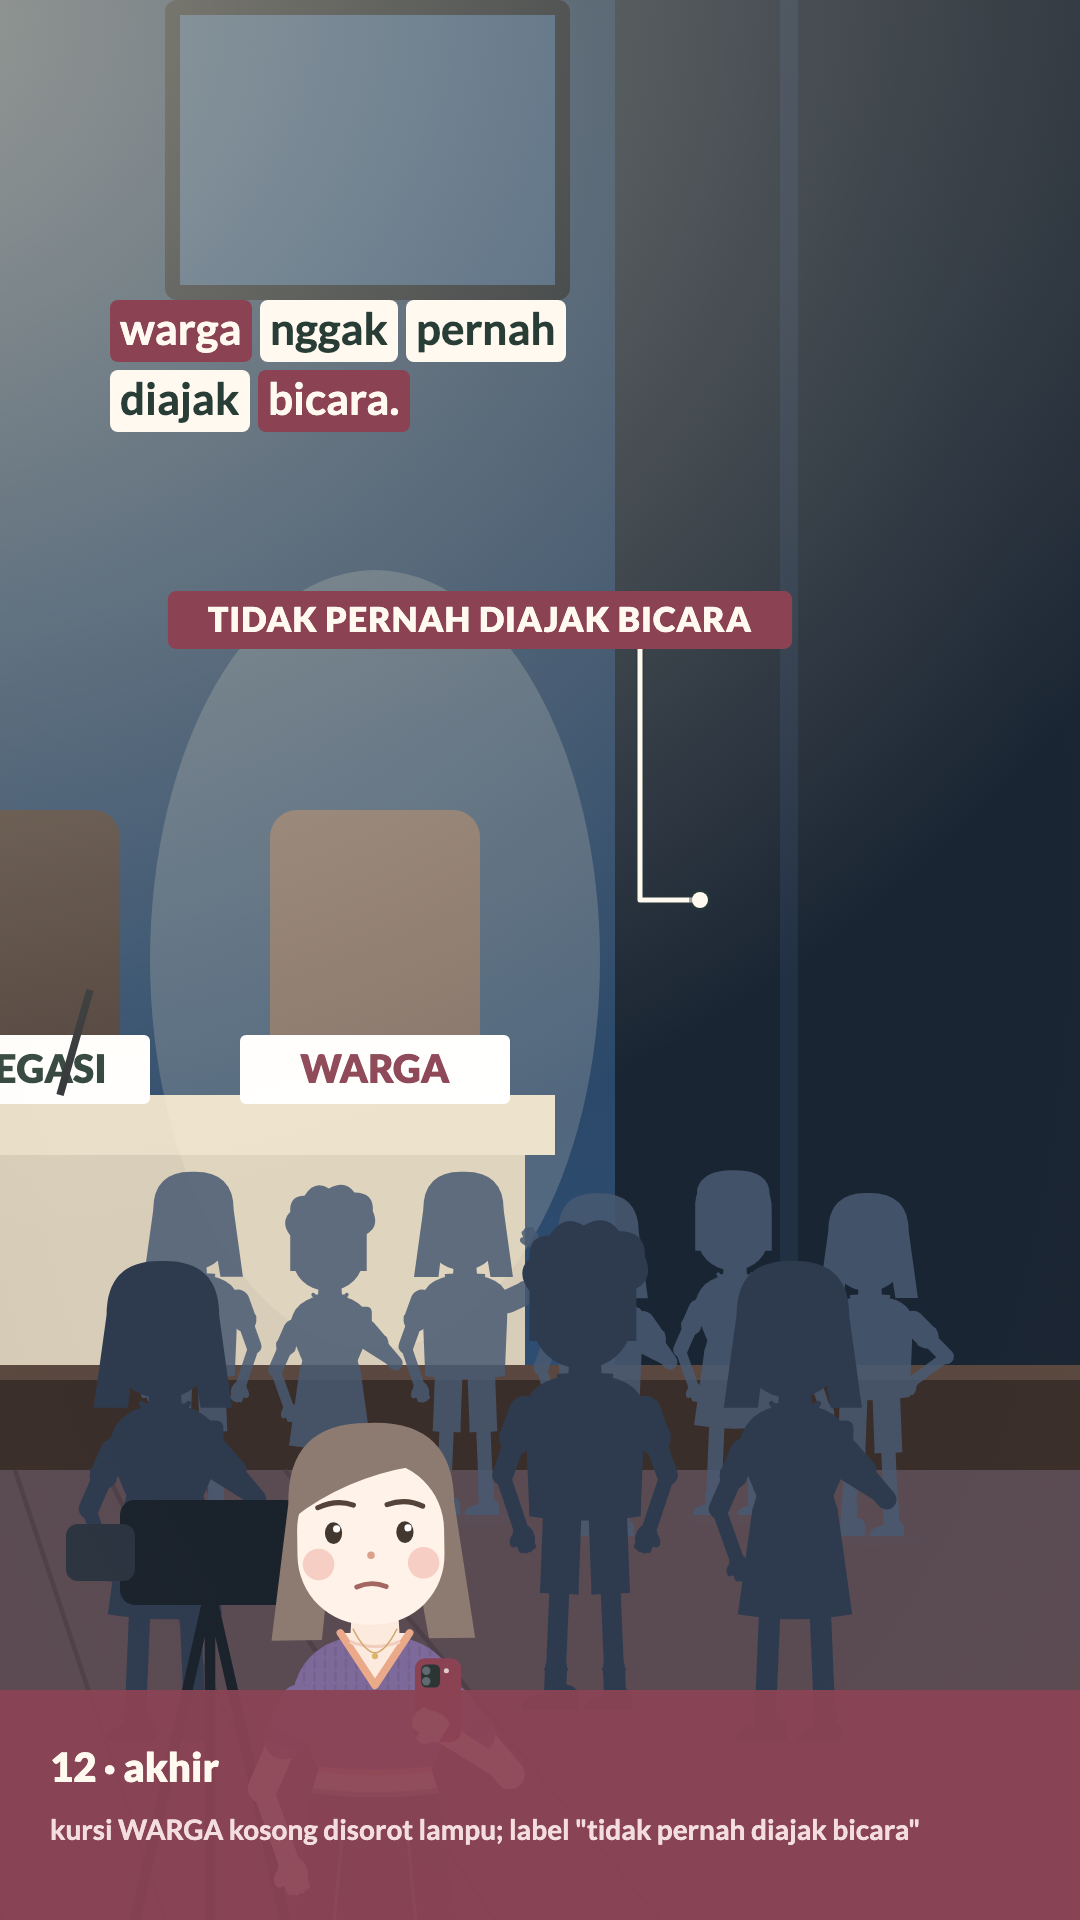 warga nggak pernah
diajak bicara.
TIDAK PERNAH DIAJAK BICARA
EGASI
WARGA
12 · akhir
kursi WARGA kosong disorot lampu; label "tidak pernah diajak bicara"